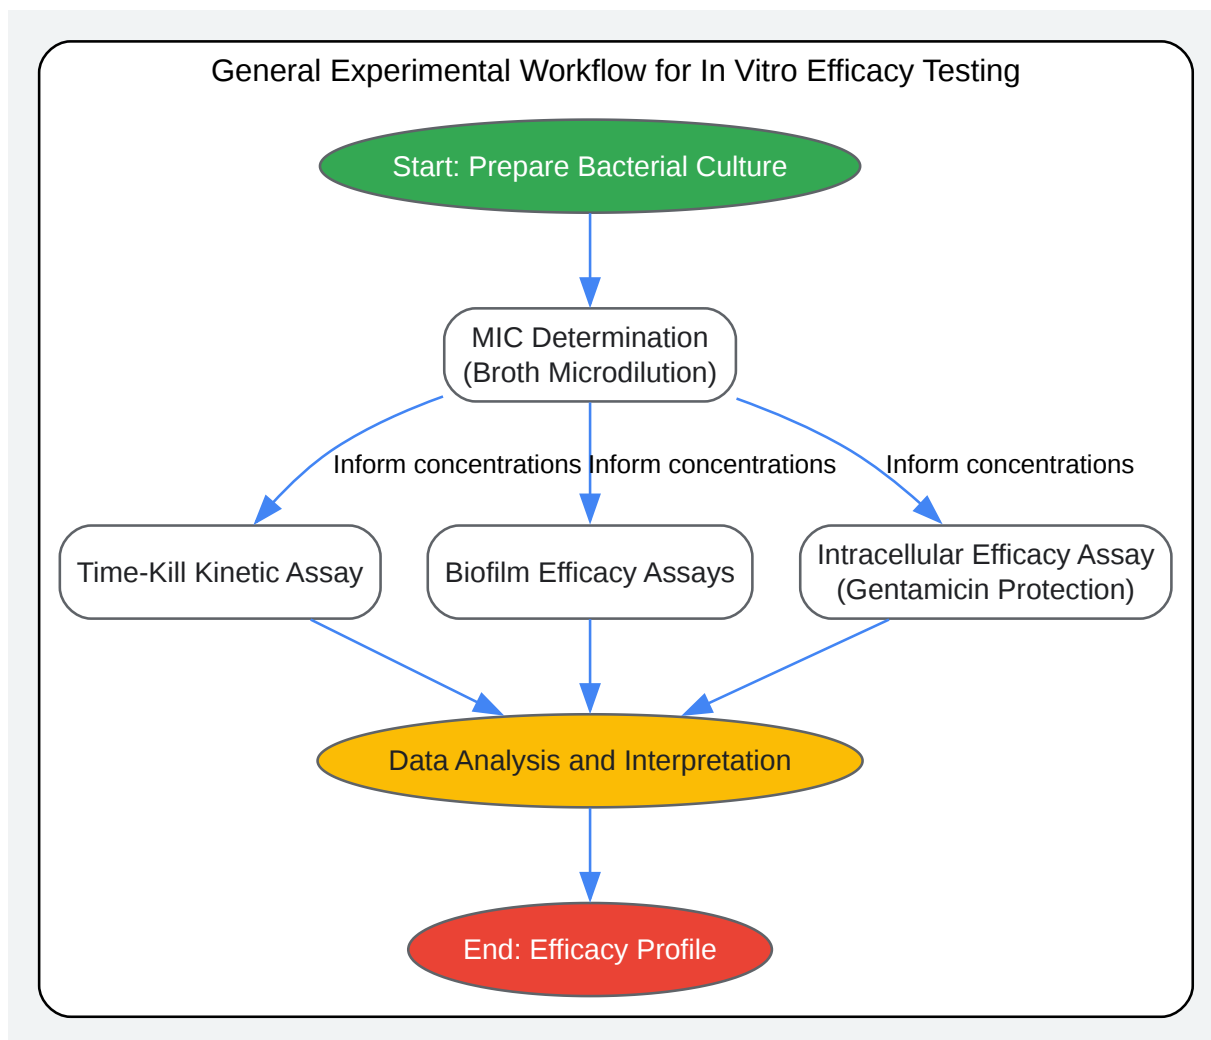 General Experimental Workflow for In Vitro Efficacy Testing
Start: Prepare Bacterial Culture
MIC Determination
(Broth Microdilution)
Inform concentrations
Inform concentrations
Inform concentrations
Time-Kill Kinetic Assay
Biofilm Efficacy Assays
Intracellular Efficacy Assay
(Gentamicin Protection)
Data Analysis and Interpretation
End: Efficacy Profile